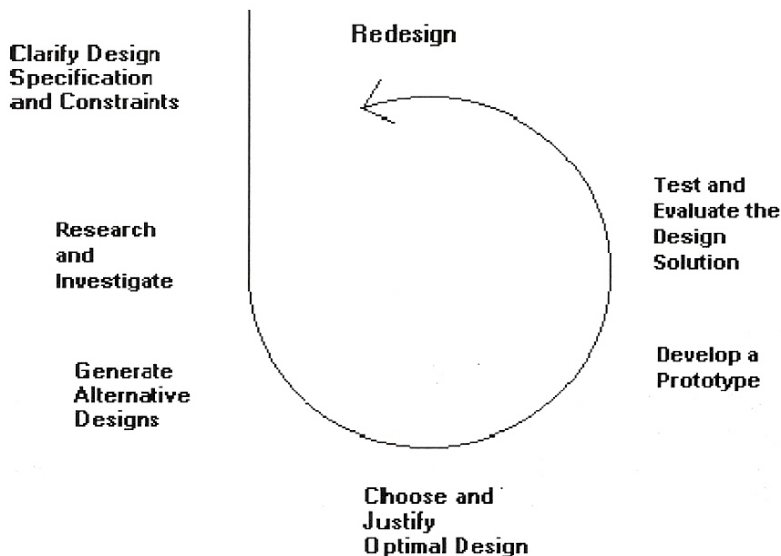 Clarify Design
Specification
and Constraints
Research
and
Investigate
Generate
Alternative
Designs
Choose and
Justify
Optimal Design
Develop a
Prototype
Test and
Evaluate the
Design
Solution
Redesign